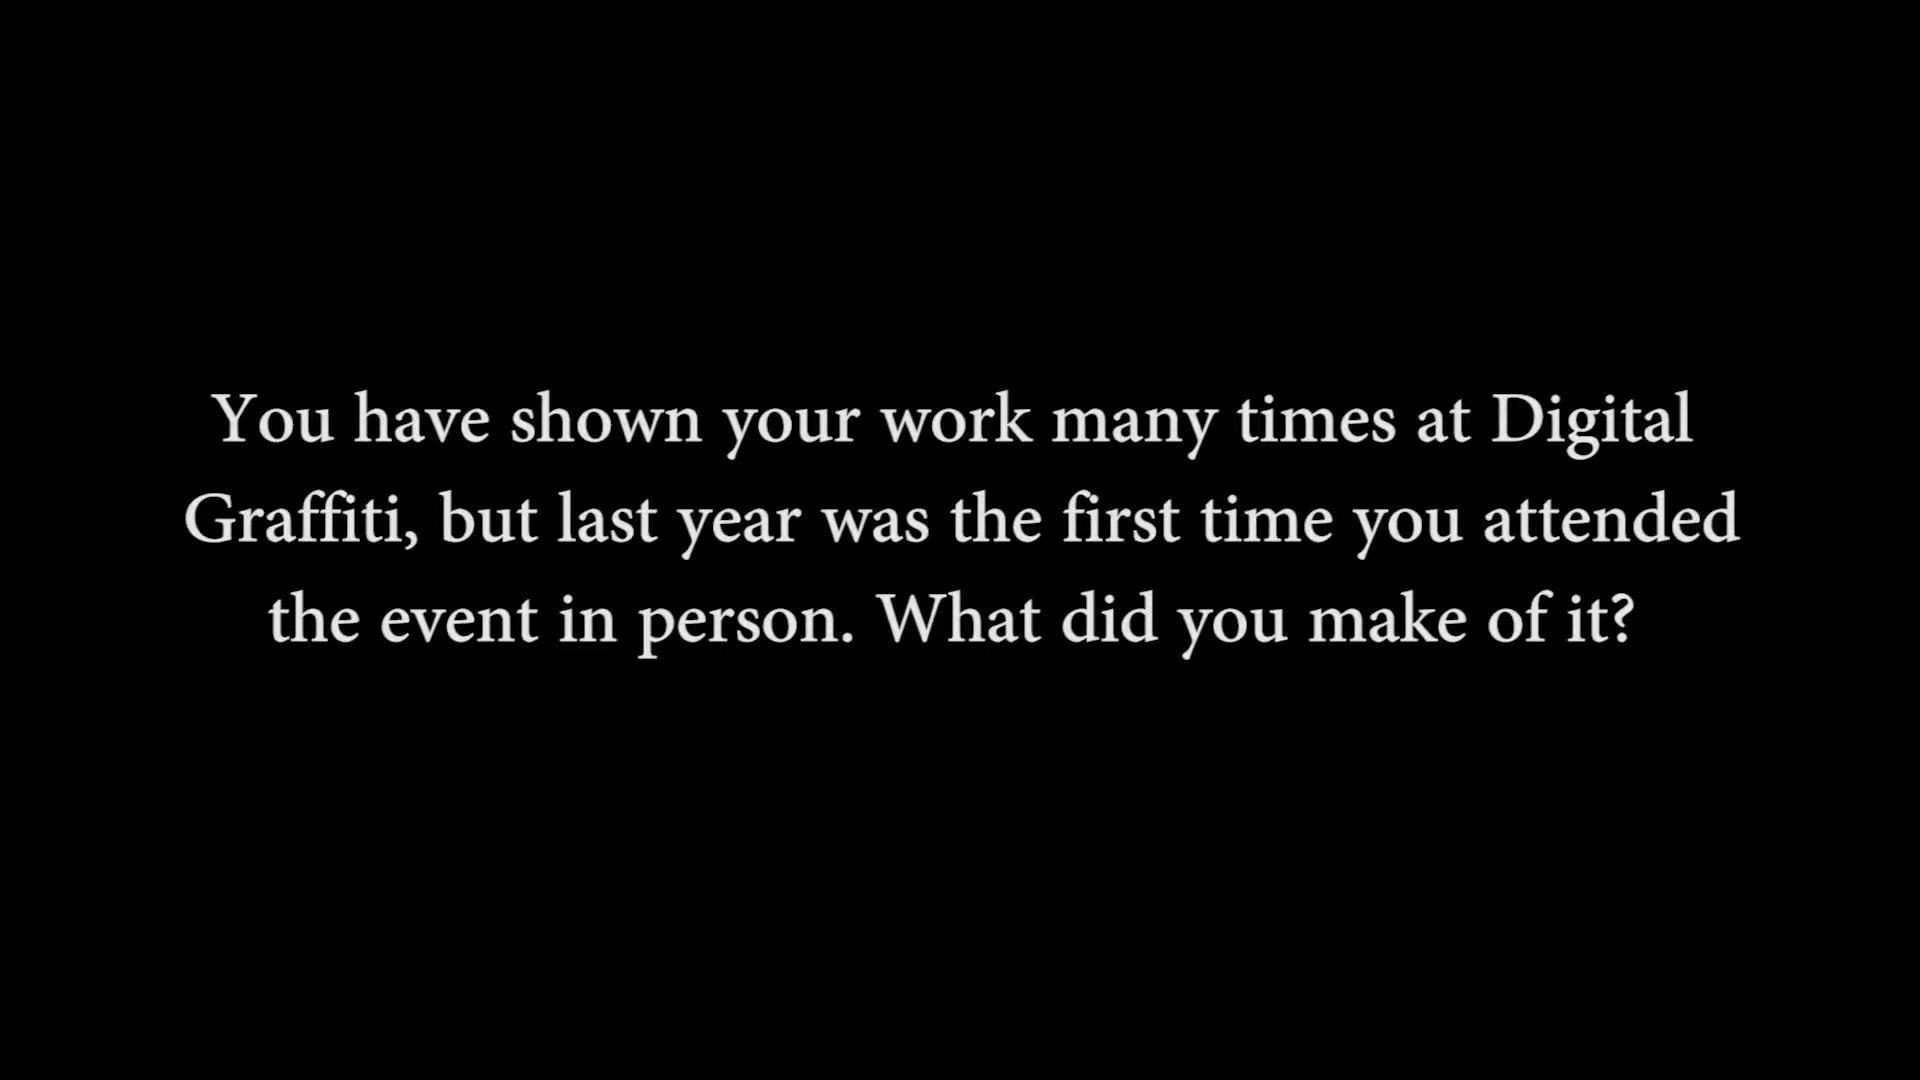 You have shown your work many times at Digital
Graffiti, but last year was the first time you attended
the event in person. What did you make of it?